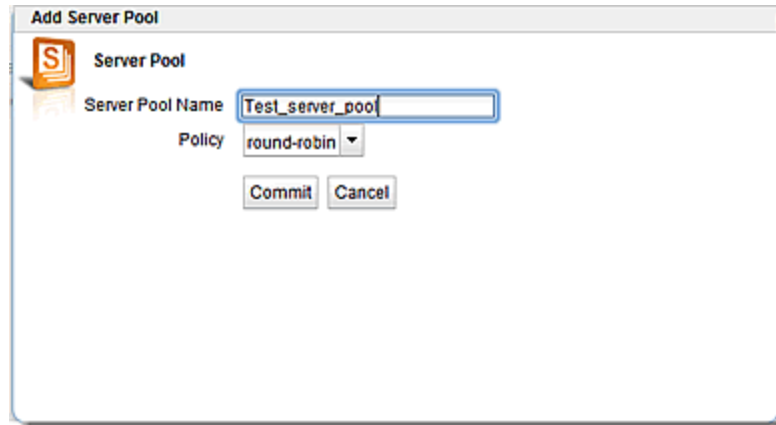 Add Server Pool
S
Server Pool
Server Pool Name Test_server_pool
Policy round-robin
Commit Cancel